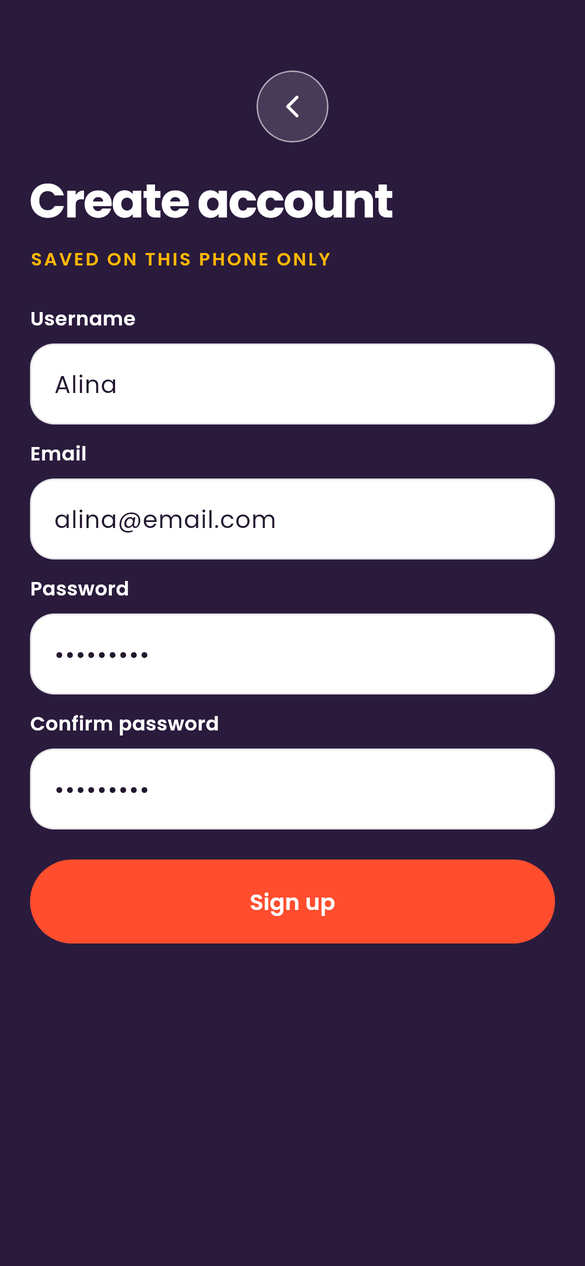 Create account
SAVED ON THIS PHONE ONLY
Username
Alina
Email
alina@email.com
Password
•••••••••
Confirm password
•••••••••
Sign up